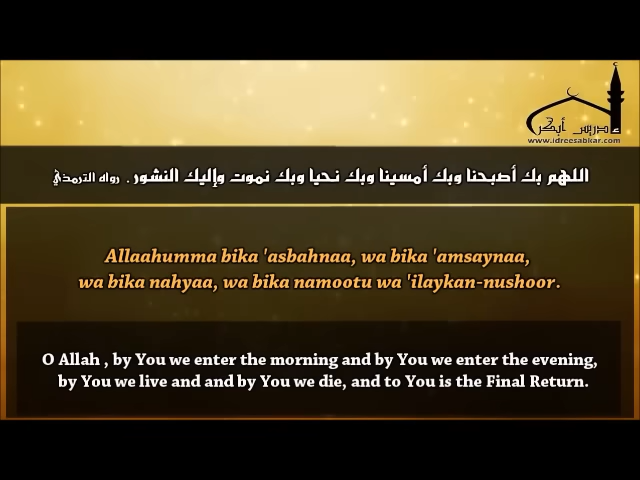 إدريس أبكر
www.idreesabkar.com
اللهم بك أصبحنا وبك أمسينا وبك نحيا وبك نموت وإليك النشور . رواه الترمذي
Allaahumma bika 'asbahnaa, wa bika 'amsaynaa,
wa bika nahyaa, wa bika namootu wa 'ilaykan-nushoor.
O Allah , by You we enter the morning and by You we enter the evening,
by You we live and and by You we die, and to You is the Final Return.